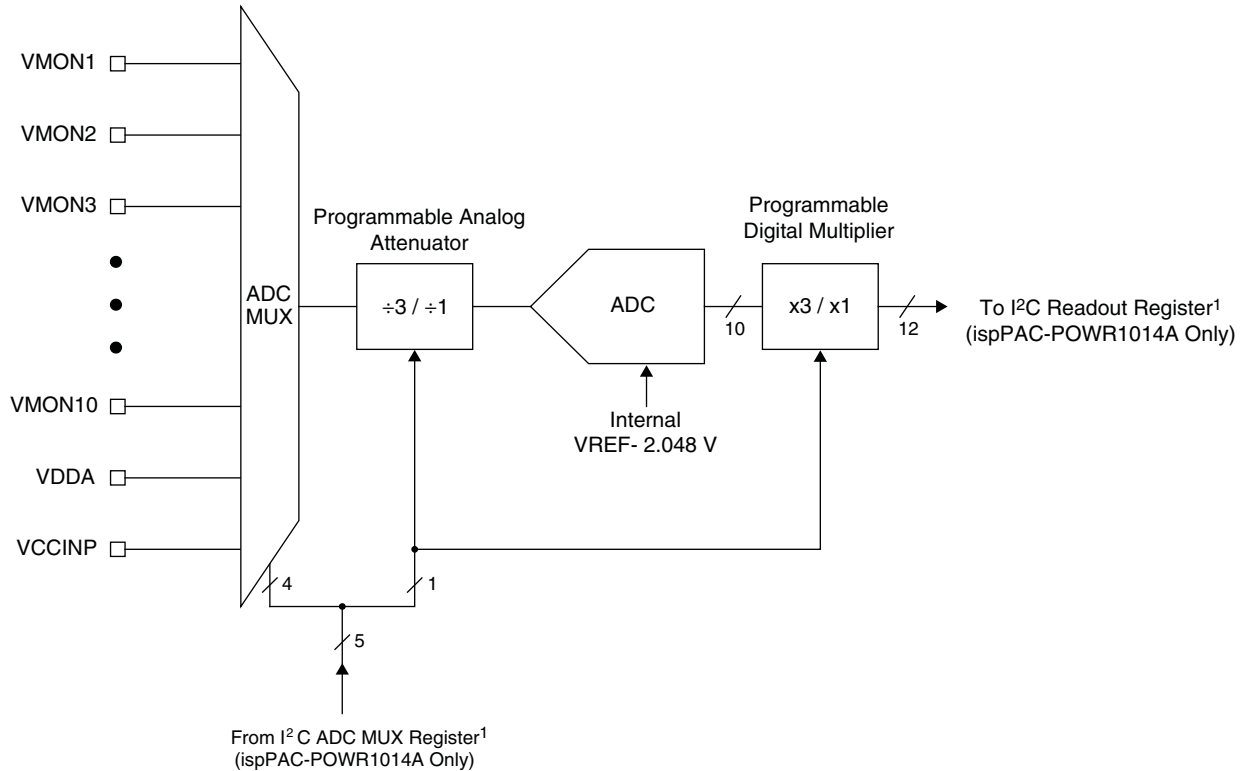 VMON1
VMON2
VMON3
VMON10
VDDA
VCCINP
ADC
MUX
Programmable Analog
Attenuator
÷3 / ÷1
ADC
Internal
VREF- 2.048 V
10
Programmable
Digital Multiplier
x3 / x1
12
To I²C Readout Register¹
(ispPAC-POWR1014A Only)
4
1
5
From I² C ADC MUX Register¹
(ispPAC-POWR1014A Only)